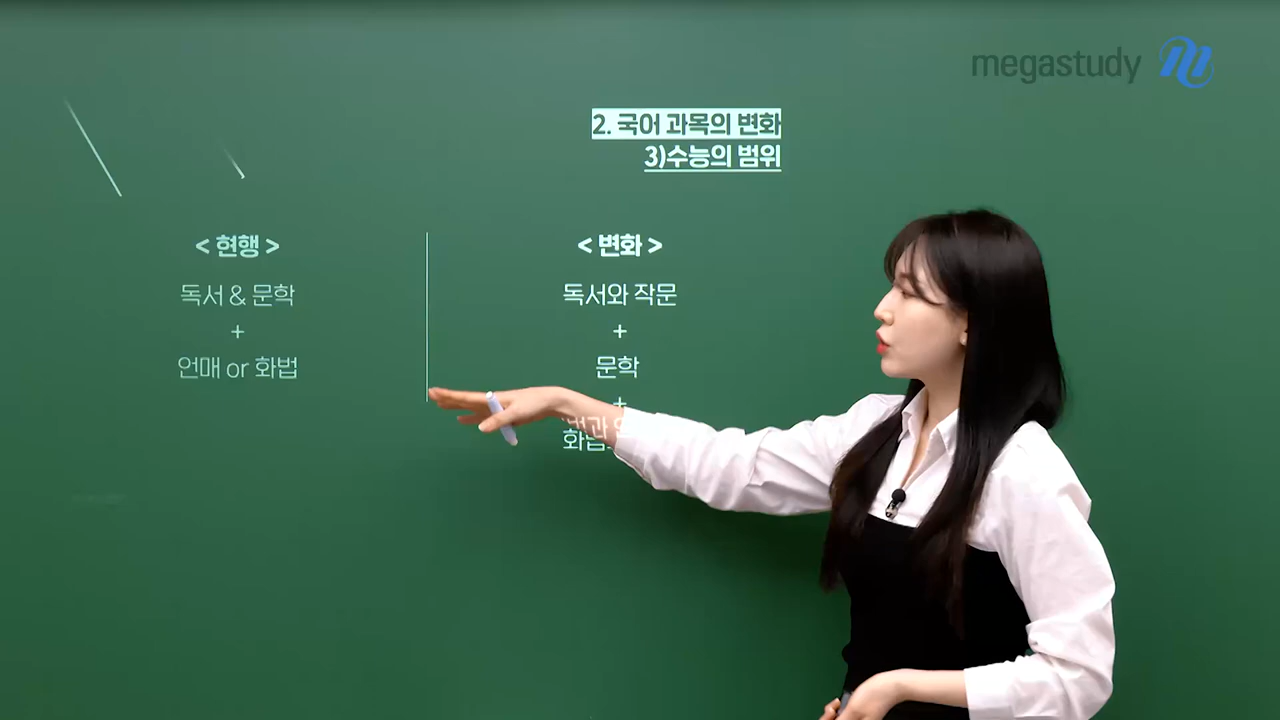 megastudy
2. 국어 과목의 변화
3)수능의 범위
< 현행 >
독서 & 문학
+
언매 or 화법
< 변화 >
독서와 작문
+
문학
+